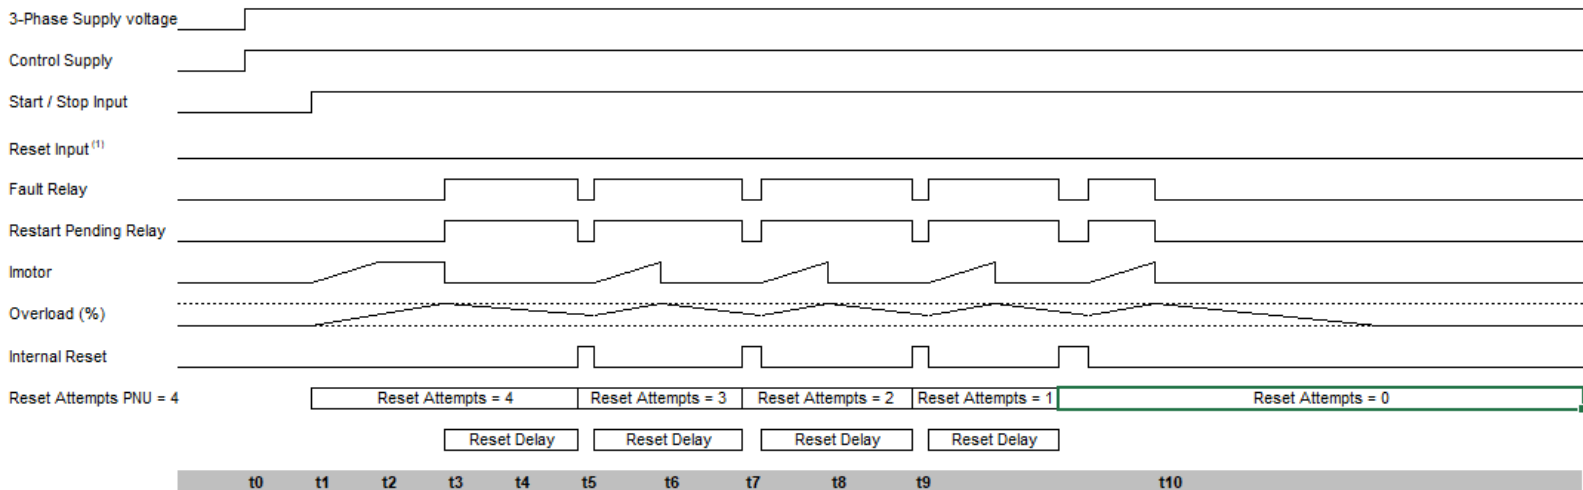 3-Phase Supply voltage
Control Supply
Start / Stop Input
Reset Input (1)
Fault Relay
Restart Pending Relay
Imotor
Overload (%)
Internal Reset
Reset Attempts PNU = 4 Reset Attempts = 4 Reset Attempts = 3 Reset Attempts = 2 Reset Attempts = 1 Reset Attempts = 0
Reset Delay Reset Delay Reset Delay Reset Delay
t0 t1 t2 t3 t4 t5 t6 t7 t8 t9 t10